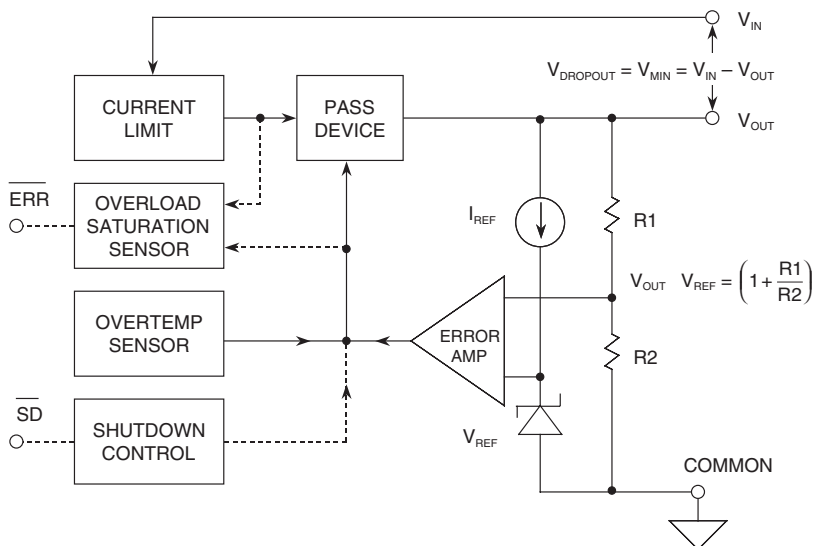 V_IN
V_DROPOUT = V_MIN = V_IN – V_OUT
CURRENT
LIMIT
PASS
DEVICE
V_OUT
ERR
OVERLOAD
SATURATION
SENSOR
I_REF
R1
V_OUT V_REF = (1 + R1/R2)
OVERTEMP
SENSOR
ERROR
AMP
R2
SD
SHUTDOWN
CONTROL
V_REF
COMMON